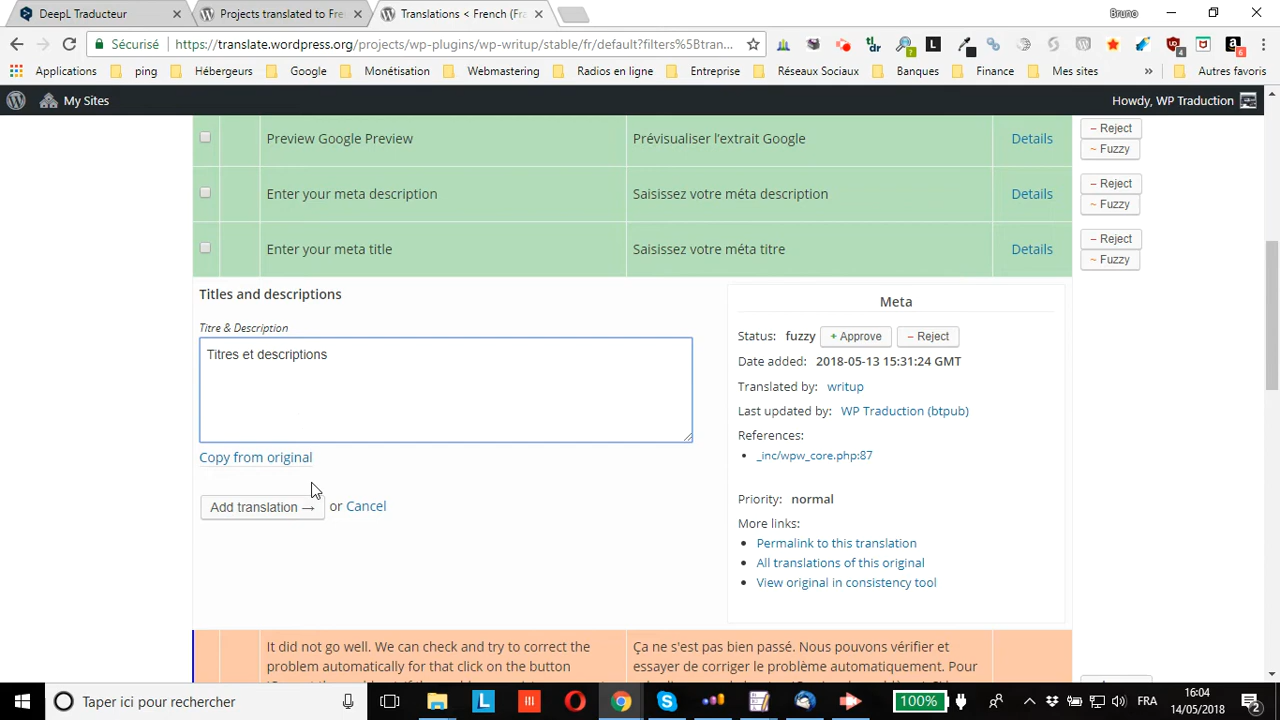 DeepL Traducteur
Projects translated to Fre
Translations < French (Fra
Bruno
Sécurisé https://translate.wordpress.org/projects/wp-plugins/wp-writup/stable/fr/default?filters%5Btran...
Applications ping Hébergeurs Google Monétisation Webmastering Radios en ligne Entreprise Réseaux Sociaux Banques Finance Mes sites » Autres favoris
My Sites Howdy, WP Traduction
Preview Google Preview Prévisualiser l’extrait Google Details – Reject
~ Fuzzy
Enter your meta description Saisissez votre méta description Details – Reject
~ Fuzzy
Enter your meta title Saisissez votre méta titre Details – Reject
~ Fuzzy
Titles and descriptions
Titre & Description
Titres et descriptions
Copy from original
Add translation → or Cancel
Meta
Status: fuzzy + Approve – Reject
Date added: 2018-05-13 15:31:24 GMT
Translated by: writup
Last updated by: WP Traduction (btpub)
References:
• _inc/wpw_core.php:87
Priority: normal
More links:
• Permalink to this translation
• All translations of this original
• View original in consistency tool
It did not go well. We can check and try to correct the Ça ne s'est pas bien passé. Nous pouvons vérifier et
problem automatically for that click on the button essayer de corriger le problème automatiquement. Pour
Taper ici pour rechercher
100%
FRA
16:04
14/05/2018
2